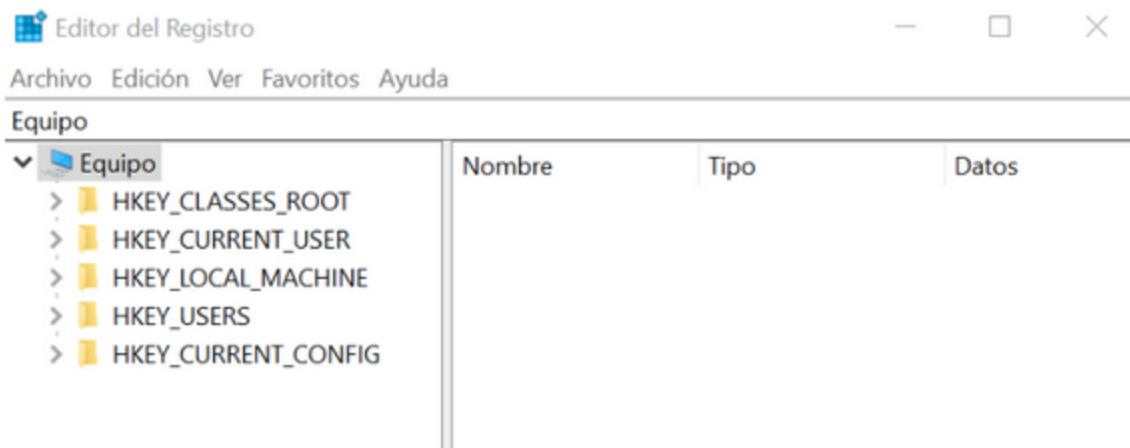 Editor del Registro
Archivo Edición Ver Favoritos Ayuda
Equipo
Equipo
Nombre Tipo Datos
HKEY_CLASSES_ROOT
HKEY_CURRENT_USER
HKEY_LOCAL_MACHINE
HKEY_USERS
HKEY_CURRENT_CONFIG